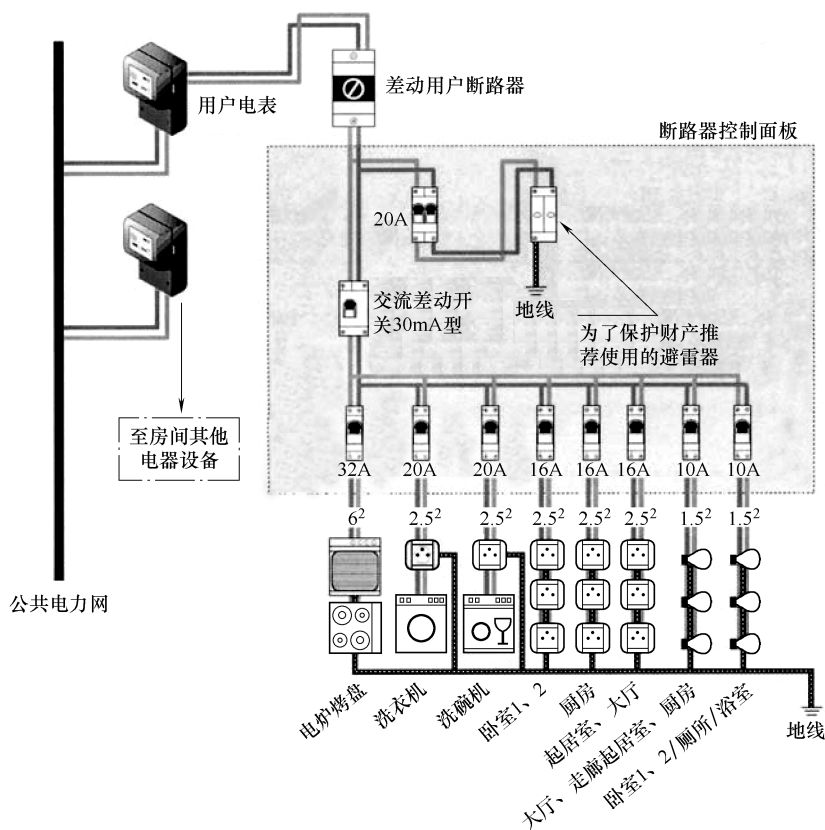 用户电表
差动用户断路器
断路器控制面板
20A
交流差动开
关30mA型
地线
为了保护财产推
荐使用的避雷器
至房间其他
电器设备
32A 20A 20A 16A 16A 16A 10A 10A
6² 2.5² 2.5² 2.5² 2.5² 2.5² 1.5² 1.5²
公共电力网
电炉烤盘
洗衣机
洗碗机
卧室1、2
厨房
起居室、大厅
大厅、走廊起居室、厨房
卧室1、2/厕所/浴室
地线